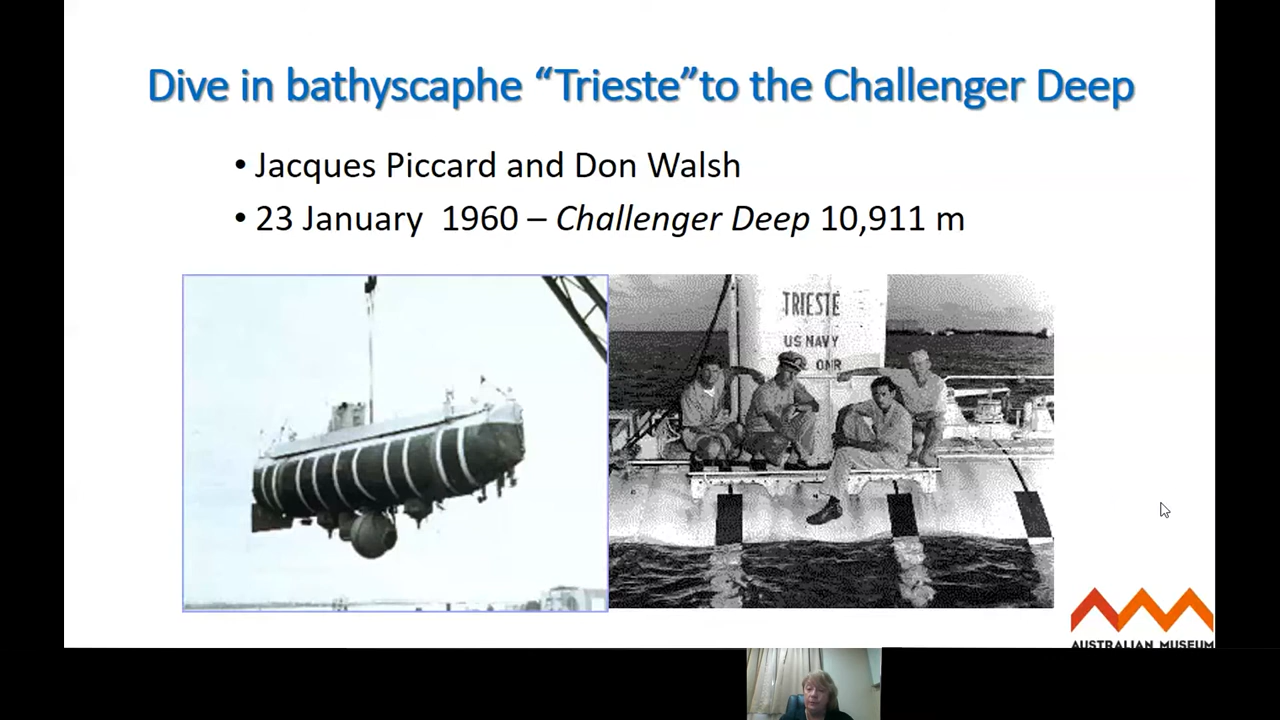 Dive in bathyscaphe “Trieste”to the Challenger Deep
• Jacques Piccard and Don Walsh
• 23 January 1960 – Challenger Deep 10,911 m
TRIESTE
US NAVY
ONR
AUSTRALIAN MUSEUM